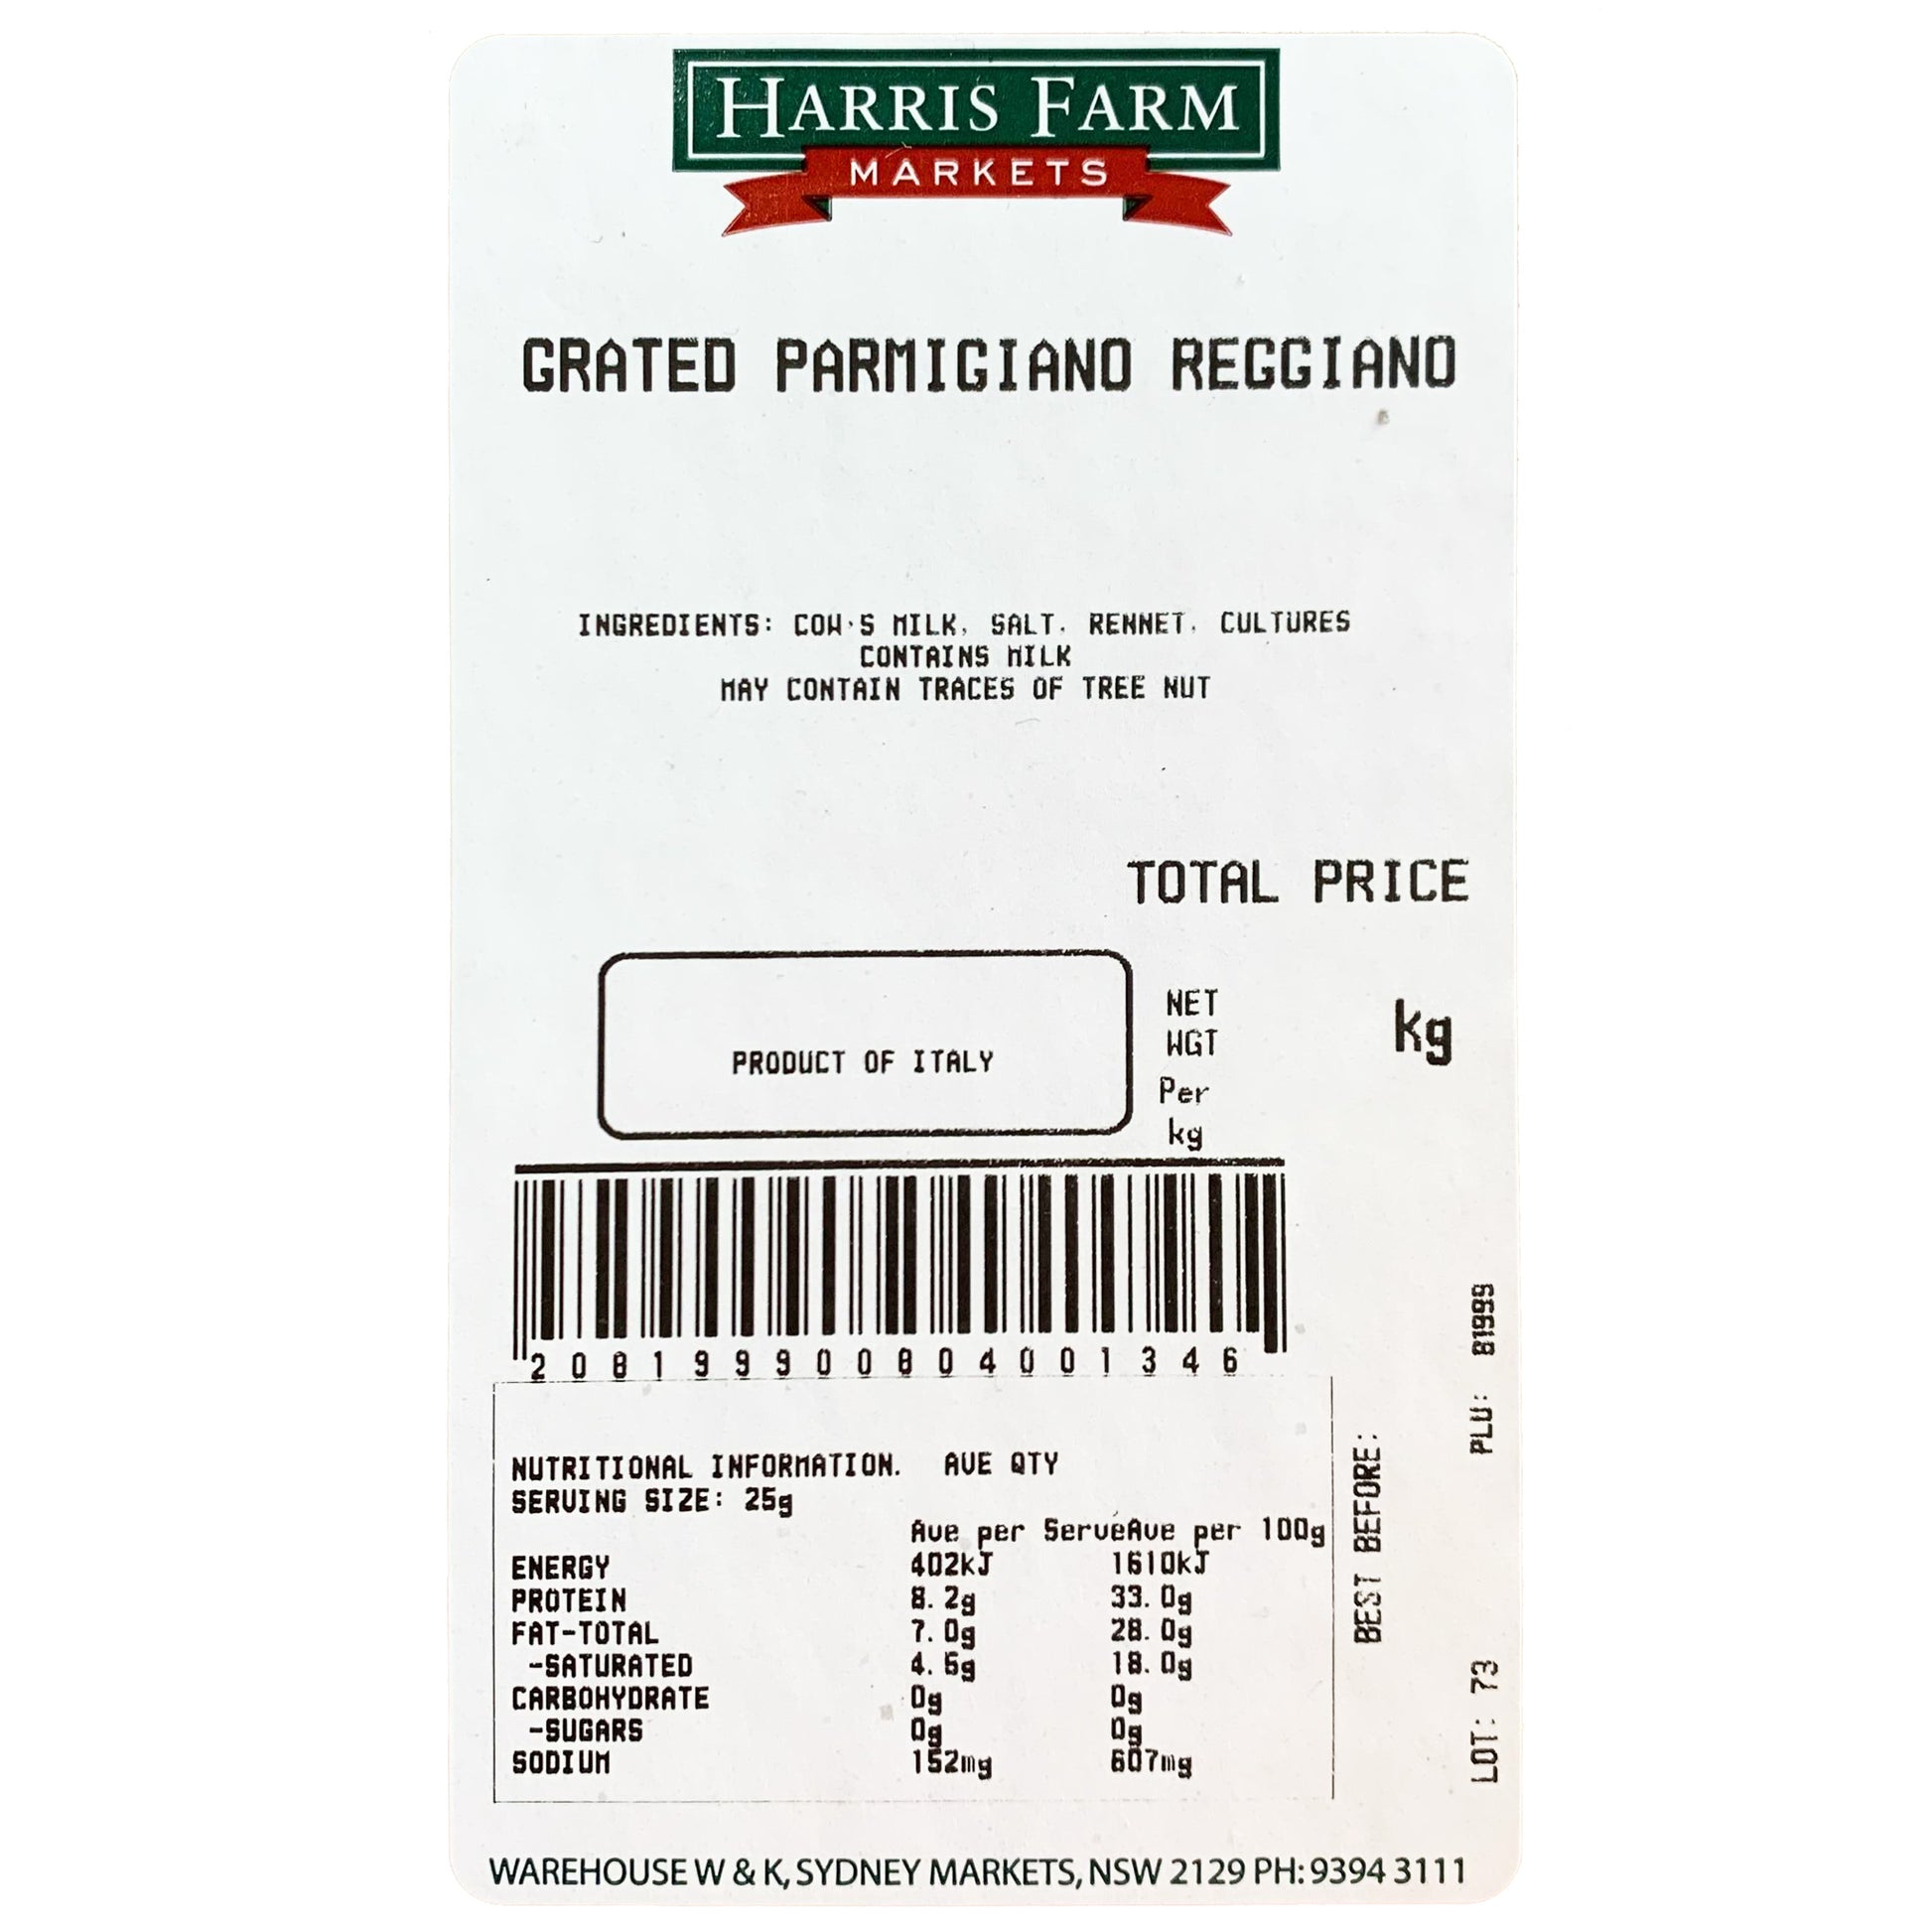 HARRIS FARM
MARKETS
GRATED PARMIGIANO REGGIANO
INGREDIENTS: COW'S MILK, SALT, RENNET, CULTURES
CONTAINS MILK
MAY CONTAIN TRACES OF TREE NUT
TOTAL PRICE
PRODUCT OF ITALY
NET
WGT
kg
Per
kg
208199900804001346
NUTRITIONAL INFORMATION. AVE QTY
SERVING SIZE: 25g
Ave per ServeAve per 100g
ENERGY 402kJ 1610kJ
PROTEIN 8.2g 33.0g
FAT-TOTAL 7.0g 28.0g
-SATURATED 4.5g 18.0g
CARBOHYDRATE 0g 0g
-SUGARS 0g 0g
SODIUM 152mg 607mg
BEST BEFORE:
LOT: 73 PLU: 81999
WAREHOUSE W & K, SYDNEY MARKETS, NSW 2129 PH: 9394 3111